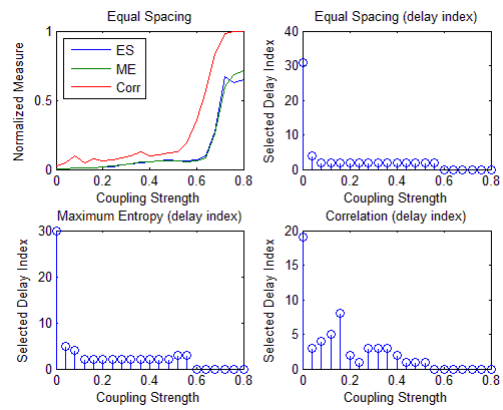 Equal Spacing
Normalized Measure
1
0.5
0
ES
ME
Corr
0 0.2 0.4 0.6 0.8
Coupling Strength
Equal Spacing (delay index)
Selected Delay Index
40
30
20
10
0
0 0.2 0.4 0.6 0.8
Coupling Strength
Maximum Entropy (delay index)
Selected Delay Index
30
20
10
0
0 0.2 0.4 0.6 0.8
Coupling Strength
Correlation (delay index)
Selected Delay Index
20
15
10
5
0
0 0.2 0.4 0.6 0.8
Coupling Strength